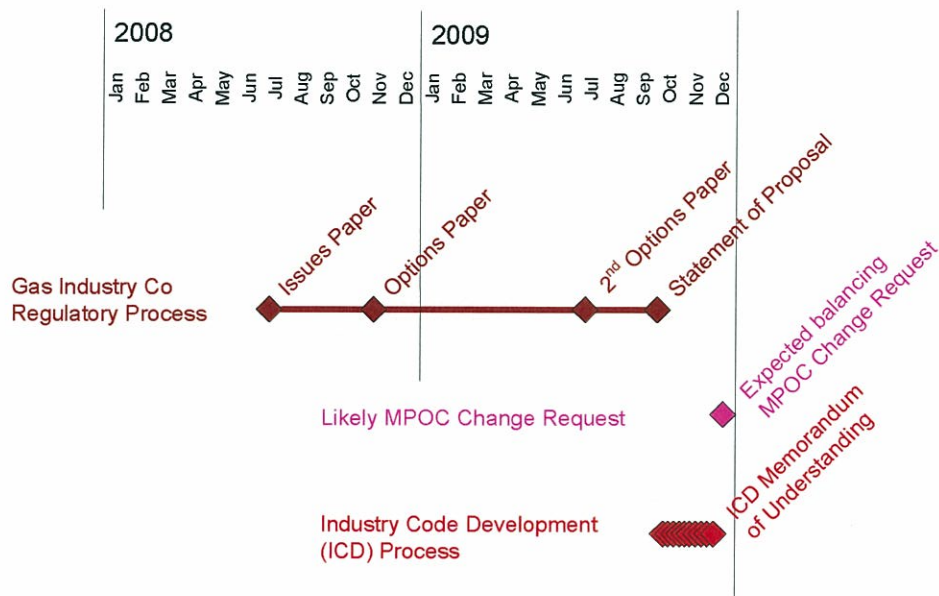 2008
2009
Jan Feb Mar Apr May Jun Jul Aug Sep Oct Nov Dec
Jan Feb Mar Apr May Jun Jul Aug Sep Oct Nov Dec
Issues Paper
Options Paper
2nd Options Paper
Statement of Proposal
Gas Industry Co
Regulatory Process
Expected balancing
MPOC Change Request
Likely MPOC Change Request
ICD Memorandum
of Understanding
Industry Code Development
(ICD) Process